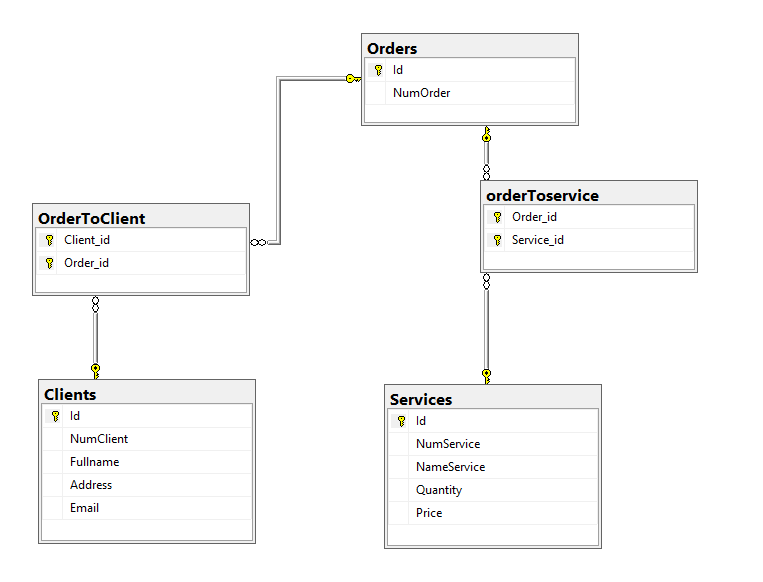 Orders
Id
NumOrder
orderToservice
Order_id
Service_id
OrderToClient
Client_id
Order_id
Clients
Id
NumClient
Fullname
Address
Email
Services
Id
NumService
NameService
Quantity
Price